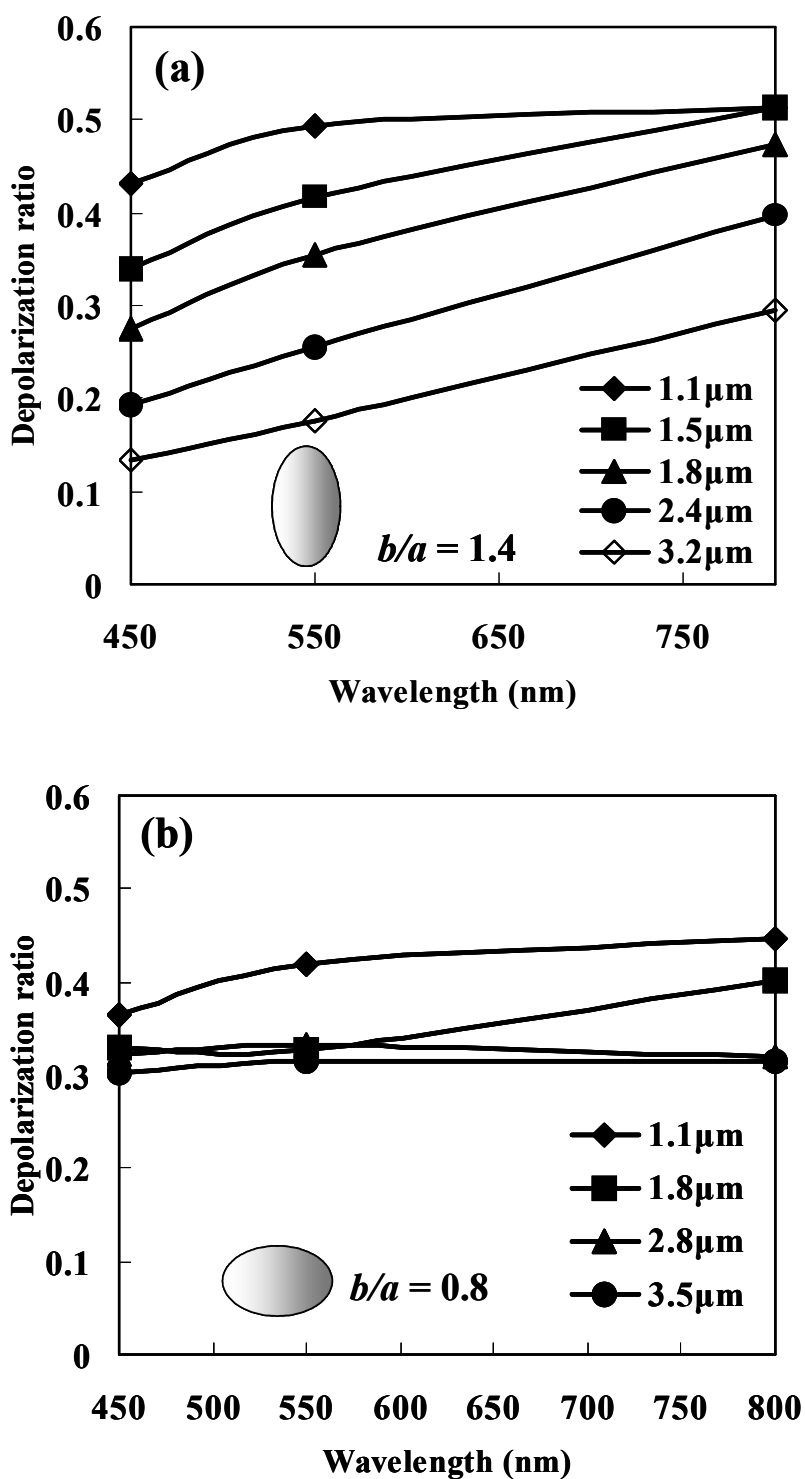 (a)
0.6
0.5
0.4
0.3
0.2
0.1
0
Depolarization ratio
1.1μm
1.5μm
1.8μm
2.4μm
3.2μm
b/a = 1.4
450 550 650 750
Wavelength (nm)
(b)
0.6
0.5
0.4
0.3
0.2
0.1
0
Depolarization ratio
1.1μm
1.8μm
2.8μm
3.5μm
b/a = 0.8
450 500 550 600 650 700 750 800
Wavelength (nm)